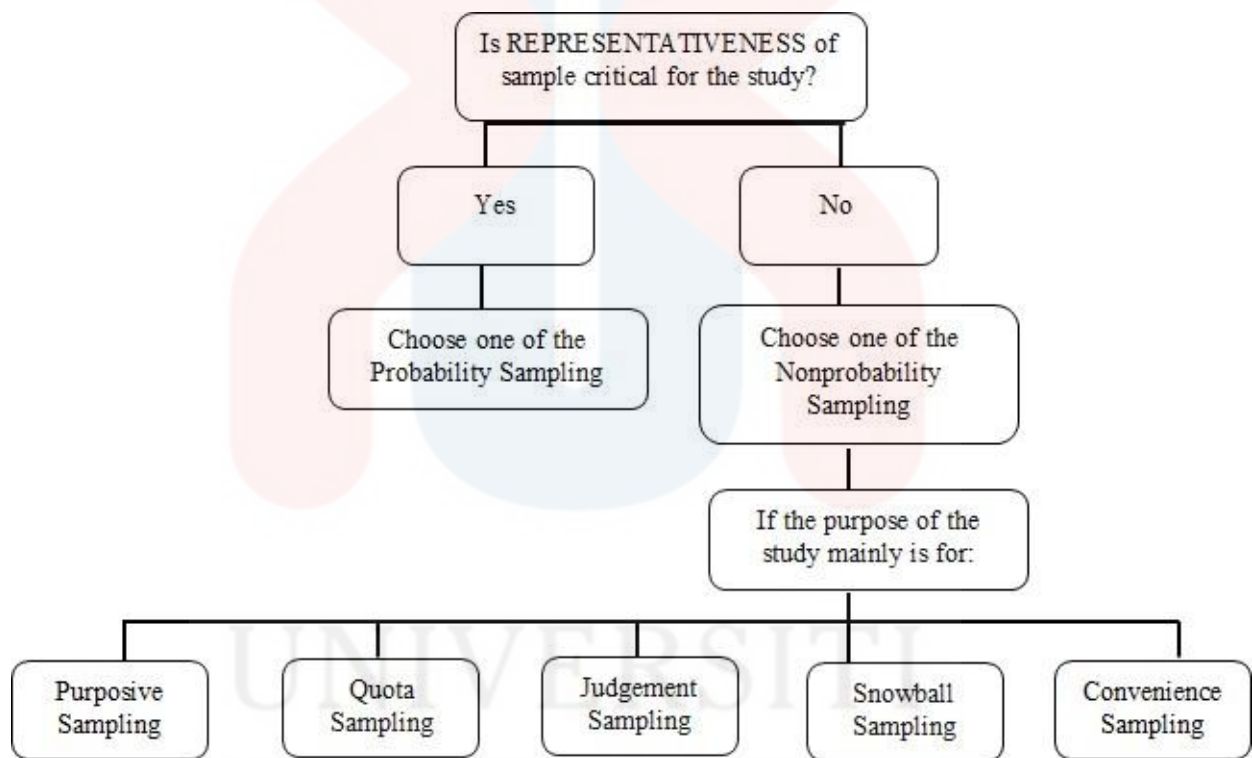 Is REPRESENTATIVENESS of
sample critical for the study?
Yes
No
Choose one of the
Probability Sampling
Choose one of the
Nonprobability
Sampling
If the purpose of the
study mainly is for:
Purposive
Sampling
Quota
Sampling
Judgement
Sampling
Snowball
Sampling
Convenience
Sampling
UNIVERSITI